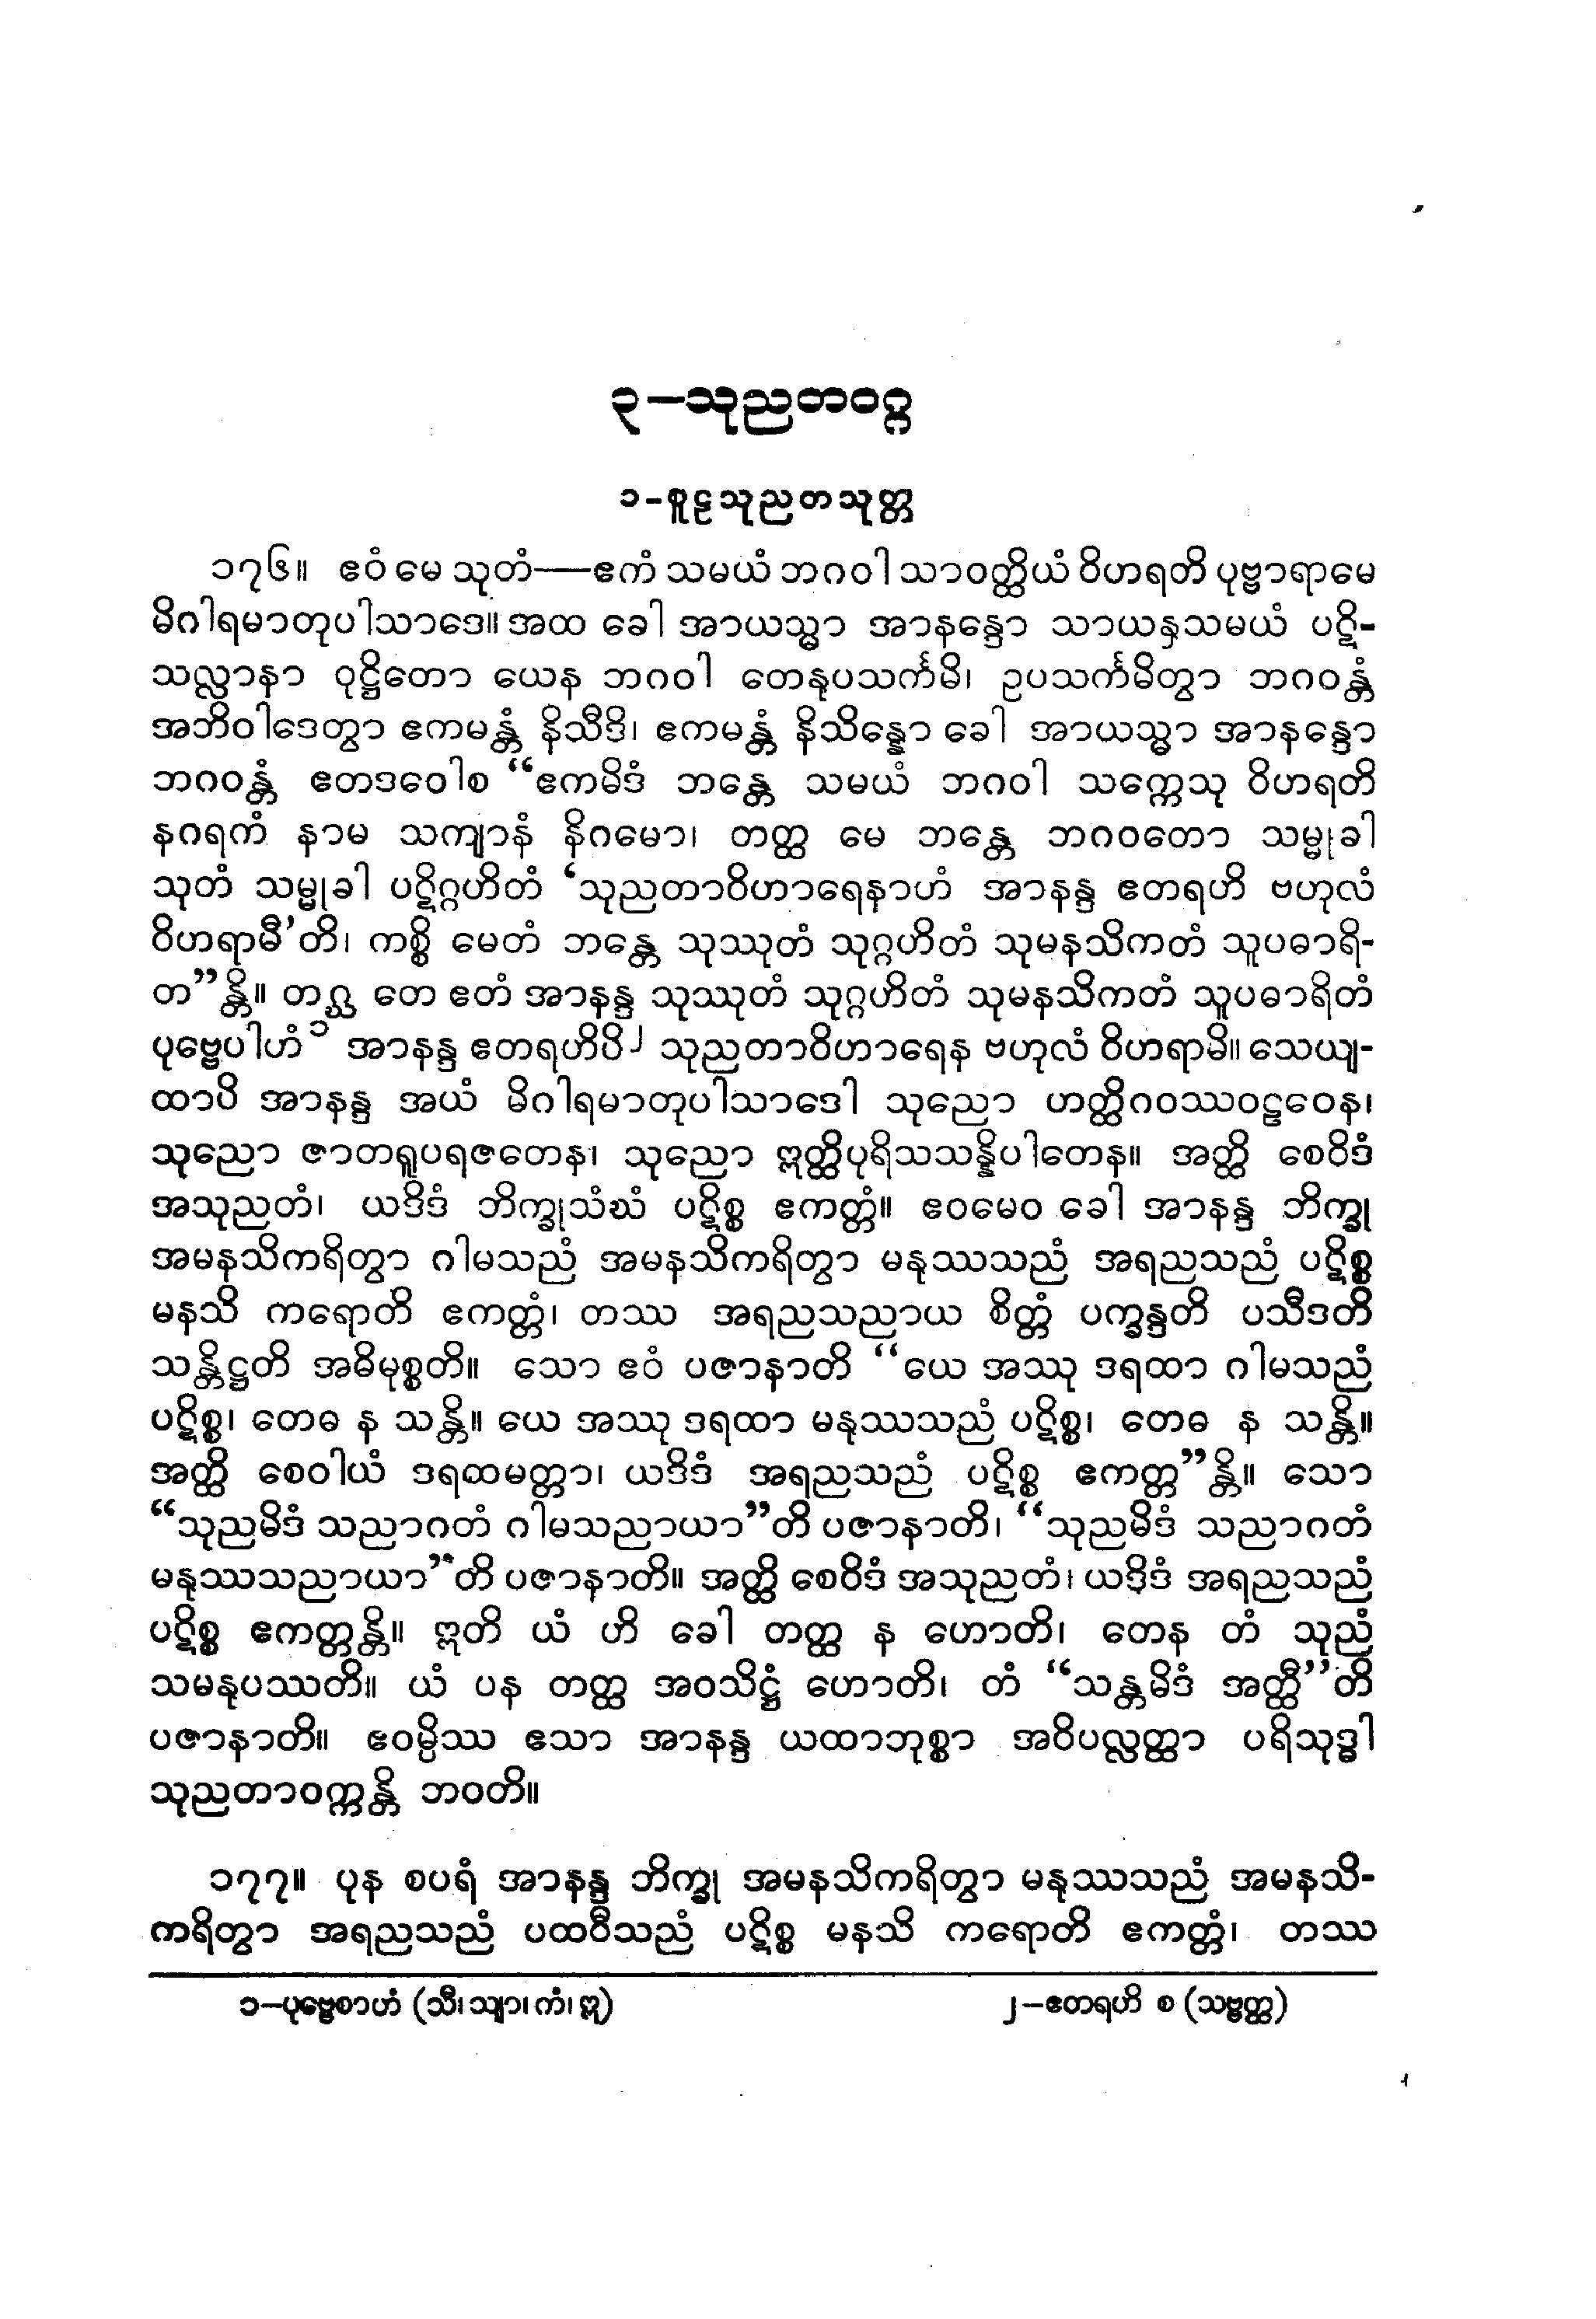 ၃–သုညတဝဂ္ဂ
၁-စူဠသုညတသုတ္တ
၁၇၆။ ဧဝံ မေ သုတံ—ဧကံ သမယံ ဘဂဝါ သာဝတ္ထိယံ ဝိဟရတိ ပုဗ္ဗာရာမေ
မိဂါရမာတုပါသာဒေ။ အထ ခေါ အာယသ္မာ အာနန္ဒော သာယနှသမယံ ပဋိ-
သလ္လာနာ ဝုဋ္ဌိတော ယေန ဘဂဝါ တေနုပသင်္ကမိ၊ ဥပသင်္ကမိတွာ ဘဂဝန္တံ
အဘိဝါဒေတွာ ဧကမန္တံ နိသီဒိ၊ ဧကမန္တံ နိသိန္နော ခေါ အာယသ္မာ အာနန္ဒော
ဘဂဝန္တံ ဧတဒဝေါစ “ဧကမိဒံ ဘန္တေ သမယံ ဘဂဝါ သက္ကေသု ဝိဟရတိ
နဂရကံ နာမ သကျာနံ နိဂမော၊ တတ္ထ မေ ဘန္တေ ဘဂဝတော သမ္မုခါ
သုတံ သမ္မုခါ ပဋိဂ္ဂဟိတံ ‘သုညတာဝိဟာရေနာဟံ အာနန္ဒ ဧတရဟိ ဗဟုလံ
ဝိဟရာမီ’တိ၊ ကစ္စိ မေတံ ဘန္တေ သုဿုတံ သုဂ္ဂဟိတံ သုမနသိကတံ သူပဓာရိ-
တ”န္တိ။ တဂ္ဃ တေ ဧတံ အာနန္ဒ သုဿုတံ သုဂ္ဂဟိတံ သုမနသိကတံ သူပဓာရိတံ
ပုဗ္ဗေပါဟံ၁ အာနန္ဒ ဧတရဟိပိ၂ သုညတာဝိဟာရေန ဗဟုလံ ဝိဟရာမိ။ သေယျ-
ထာပိ အာနန္ဒ အယံ မိဂါရမာတုပါသာဒေါ သုညော ဟတ္ထိဂဝဿဝဠဝေန၊
သုညော ဇာတရူပရဇတေန၊ သုညော ဣတ္ထိပုရိသသန္နိပါတေန။ အတ္ထိ စေဝိဒံ
အသုညတံ၊ ယဒိဒံ ဘိက္ခုသံဃံ ပဋိစ္စ ဧကတ္တံ။ ဧဝမေဝ ခေါ အာနန္ဒ ဘိက္ခု
အမနသိကရိတွာ ဂါမသညံ အမနသိကရိတွာ မနုဿသညံ အရညသညံ ပဋိစ္စ
မနသိ ကရောတိ ဧကတ္တံ၊ တဿ အရညသညာယ စိတ္တံ ပက္ခန္ဒတိ ပသီဒတိ
သန္တိဋ္ဌတိ အဓိမုစ္စတိ။ သော ဧဝံ ပဇာနာတိ “ယေ အဿု ဒရထာ ဂါမသညံ
ပဋိစ္စ၊ တေဓ န သန္တိ။ ယေ အဿု ဒရထာ မနုဿသညံ ပဋိစ္စ၊ တေဓ န သန္တိ။
အတ္ထိ စေဝါယံ ဒရထမတ္တာ၊ ယဒိဒံ အရညသညံ ပဋိစ္စ ဧကတ္တ”န္တိ။ သော
“သုညမိဒံ သညာဂတံ ဂါမသညာယာ”တိ ပဇာနာတိ၊ “သုညမိဒံ သညာဂတံ
မနုဿသညာယာ”တိ ပဇာနာတိ။ အတ္ထိ စေဝိဒံ အသုညတံ၊ ယဒိဒံ အရညသညံ
ပဋိစ္စ ဧကတ္တန္တိ။ ဣတိ ယံ ဟိ ခေါ တတ္ထ န ဟောတိ၊ တေန တံ သုညံ
သမနုပဿတိ။ ယံ ပန တတ္ထ အဝသိဋ္ဌံ ဟောတိ၊ တံ “သန္တမိဒံ အတ္ထီ”တိ
ပဇာနာတိ။ ဧဝမ္ပိဿ ဧသာ အာနန္ဒ ယထာဘုစ္စာ အဝိပလ္လတ္ထာ ပရိသုဒ္ဓါ
သုညတာဝက္ကန္တိ ဘဝတိ။
၁၇၇။ ပုန စပရံ အာနန္ဒ ဘိက္ခု အမနသိကရိတွာ မနုဿသညံ အမနသိ-
ကရိတွာ အရညသညံ ပထဝီသညံ ပဋိစ္စ မနသိ ကရောတိ ဧကတ္တံ၊ တဿ
၁–ပုဗ္ဗေစာဟံ (သီ၊ သျာ၊ ကံ၊ ဣ) ၂–ဧတရဟိ စ (သဗ္ဗတ္ထ)